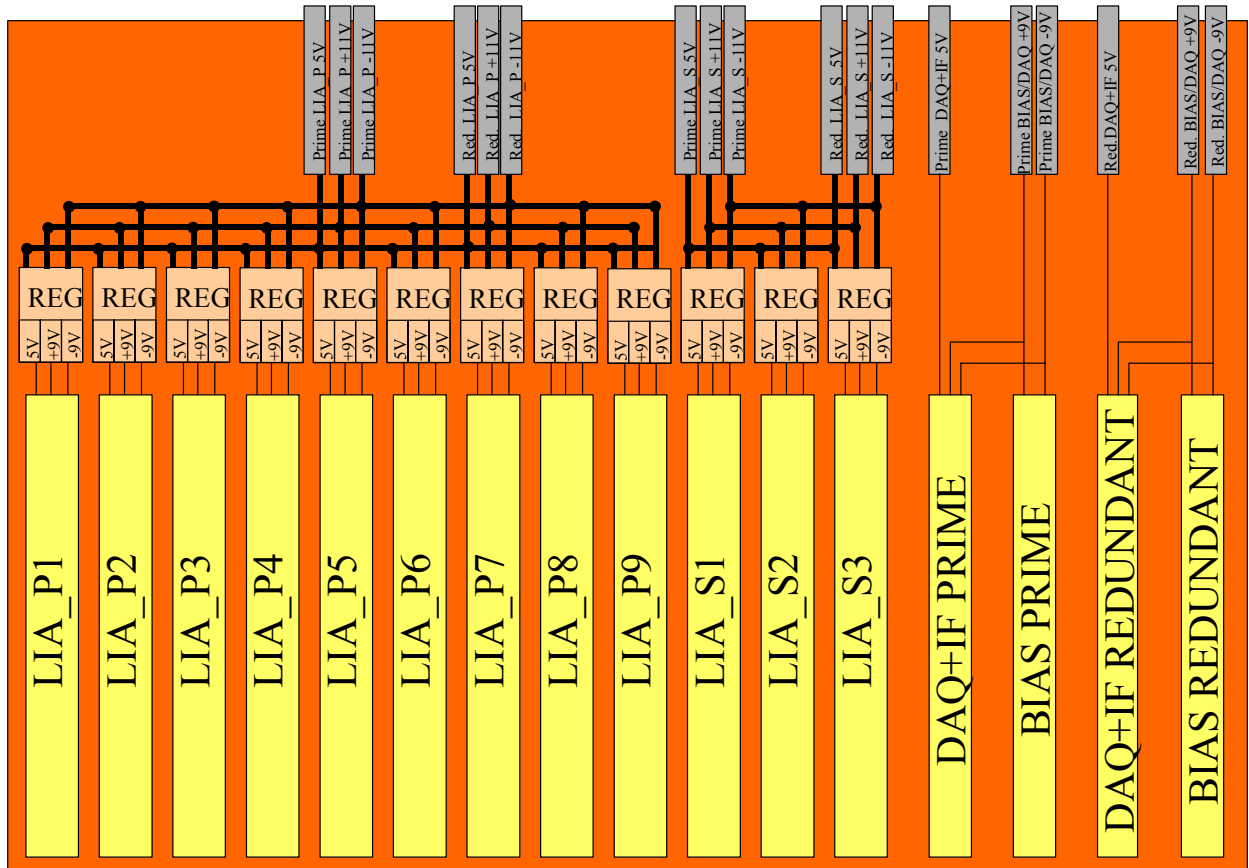 Prime LIA_P 5V
Prime LIA_P +11V
Prime LIA_P -11V
Red. LIA_P 5V
Red. LIA_P +11V
Red. LIA_P -11V
Prime LIA_S 5V
Prime LIA_S +11V
Prime LIA_S -11V
Red. LIA_S 5V
Red. LIA_S +11V
Red. LIA_S -11V
Prime DAQ+IF 5V
Prime BIAS/DAQ +9V
Prime BIAS/DAQ -9V
Red.DAQ+IF 5V
Red. BIAS/DAQ +9V
Red. BIAS/DAQ -9V
REG
REG
REG
REG
REG
REG
REG
REG
REG
REG
REG
REG
5V
+9V
-9V
5V
+9V
-9V
5V
+9V
-9V
5V
+9V
-9V
5V
+9V
-9V
5V
+9V
-9V
5V
+9V
-9V
5V
+9V
-9V
5V
+9V
-9V
5V
+9V
-9V
5V
+9V
-9V
5V
+9V
-9V
LIA_P1
LIA_P2
LIA_P3
LIA_P4
LIA_P5
LIA_P6
LIA_P7
LIA_P8
LIA_P9
LIA_S1
LIA_S2
LIA_S3
DAQ+IF PRIME
BIAS PRIME
DAQ+IF REDUNDANT
BIAS REDUNDANT